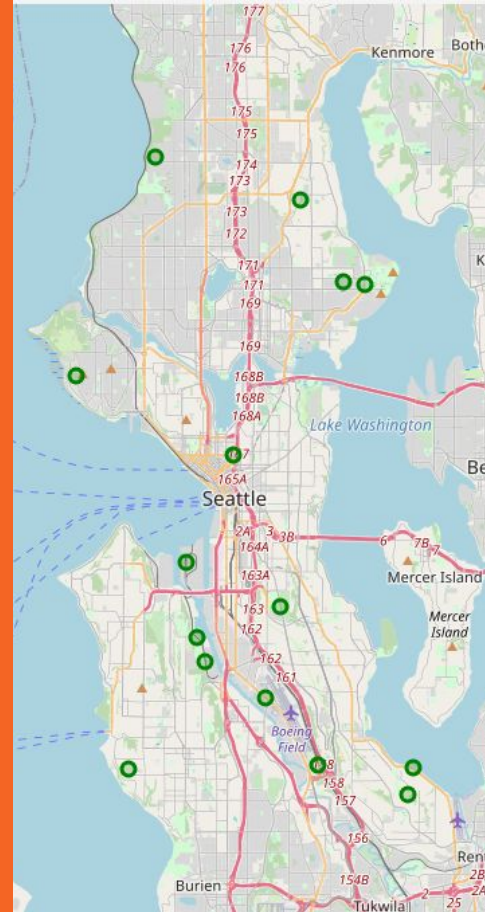 177
Kenmore
Both
176
176
175
175
174
173
173
172
171
171
K
169
169
168B
168B
168A
Lake Washington
165A
Be
Seattle
2A
3
3B
6
7B
7
164A
163A
Mercer Island
163
Mercer
Island
162
162
161
Boeing
Field
158
157
156
Ren
154B
Burien
2
2B
2A
25
Tukwila